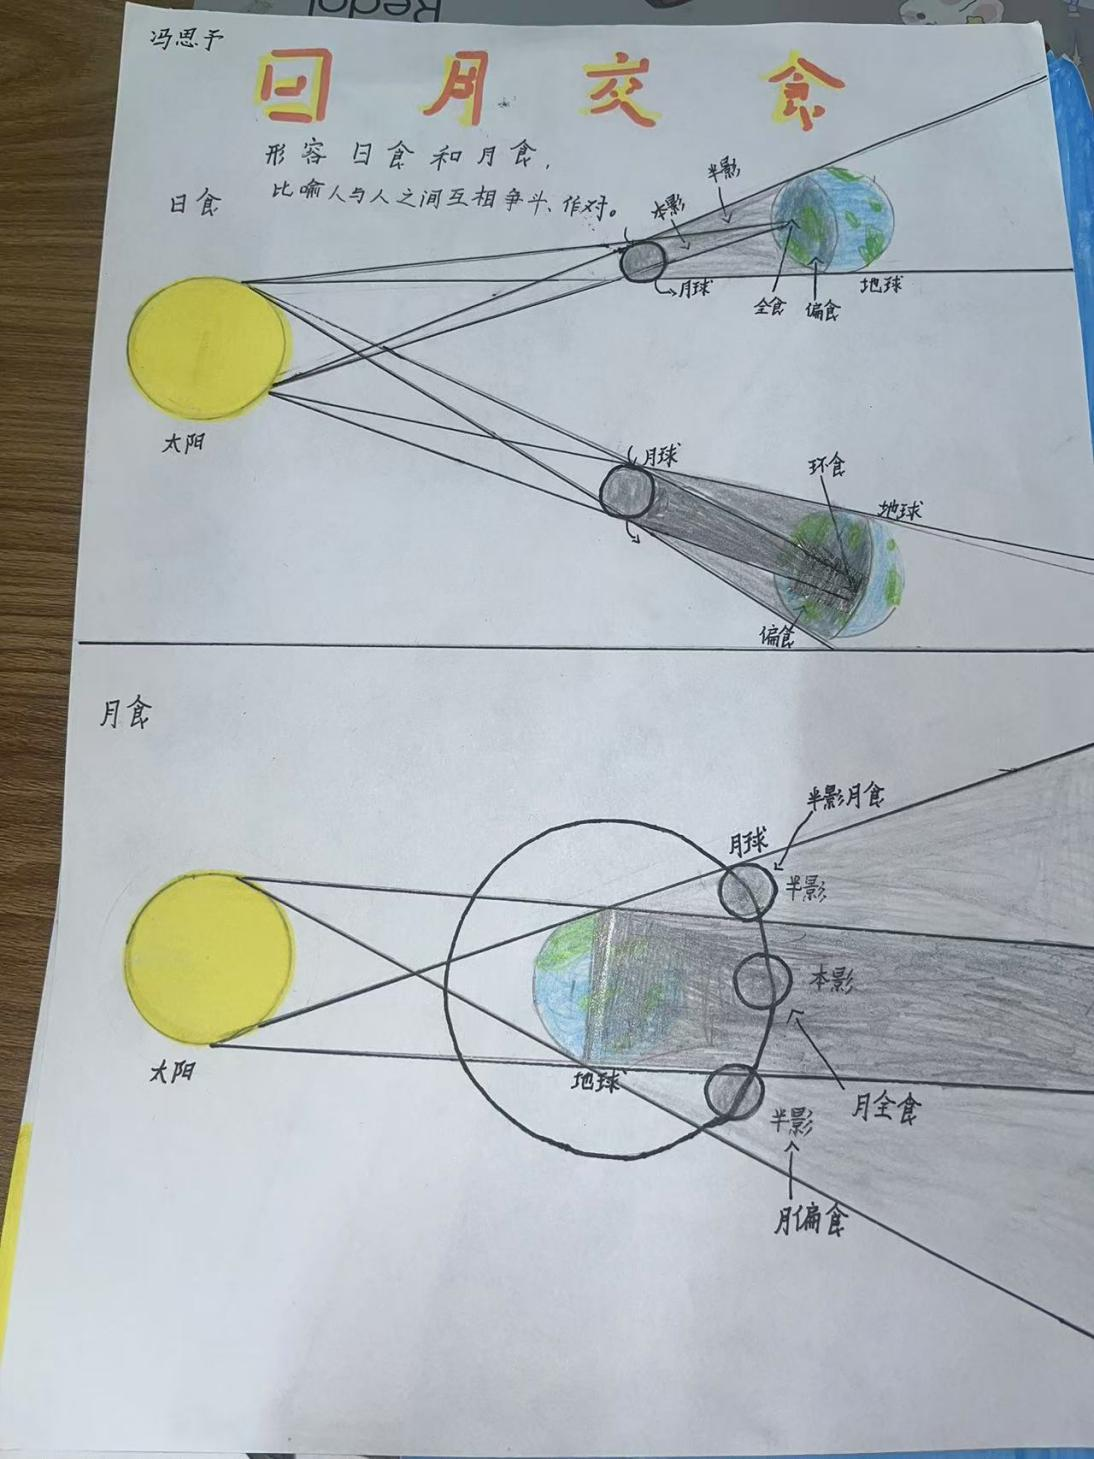 冯思予
日月交食
形容日食和月食，
比喻人与人之间互相争斗、作对。
日食
半影
本影
月球
全食
偏食
地球
太阳
月球
环食
地球
偏食
月食
半影月食
月球
半影
本影
太阳
地球
月全食
半影
月偏食